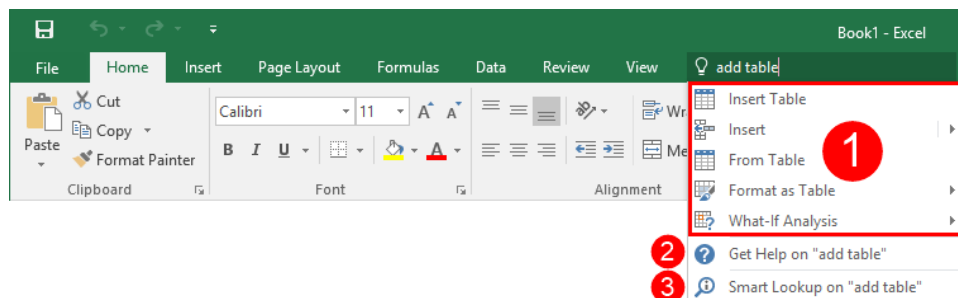 Book1 - Excel
File Home Insert Page Layout Formulas Data Review View add table
Cut
Copy
Format Painter
Paste
Calibri 11 A A
B I U A
Clipboard Font Alignment
Insert Table
Insert
From Table
Format as Table
What-If Analysis
1
2 Get Help on "add table"
3 Smart Lookup on "add table"